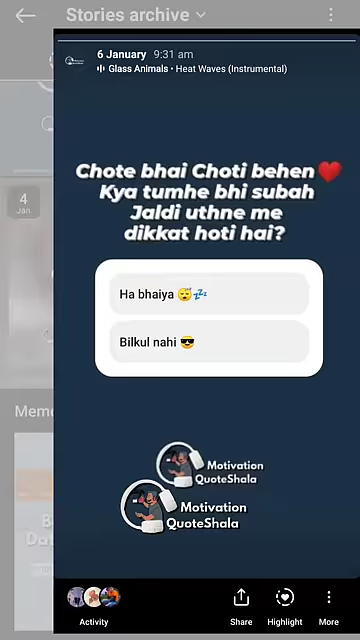 Stories archive
6 January 9:31 am
Glass Animals • Heat Waves (Instrumental)
4
Jan
Chote bhai Choti behen❤️
Kya tumhe bhi subah
Jaldi uthne me
dikkat hoti hai?
Ha bhaiya 😴💤
Bilkul nahi 😎
Memo
Motivation
QuoteShala
Motivation
QuoteShala
Activity
Share
Highlight
More